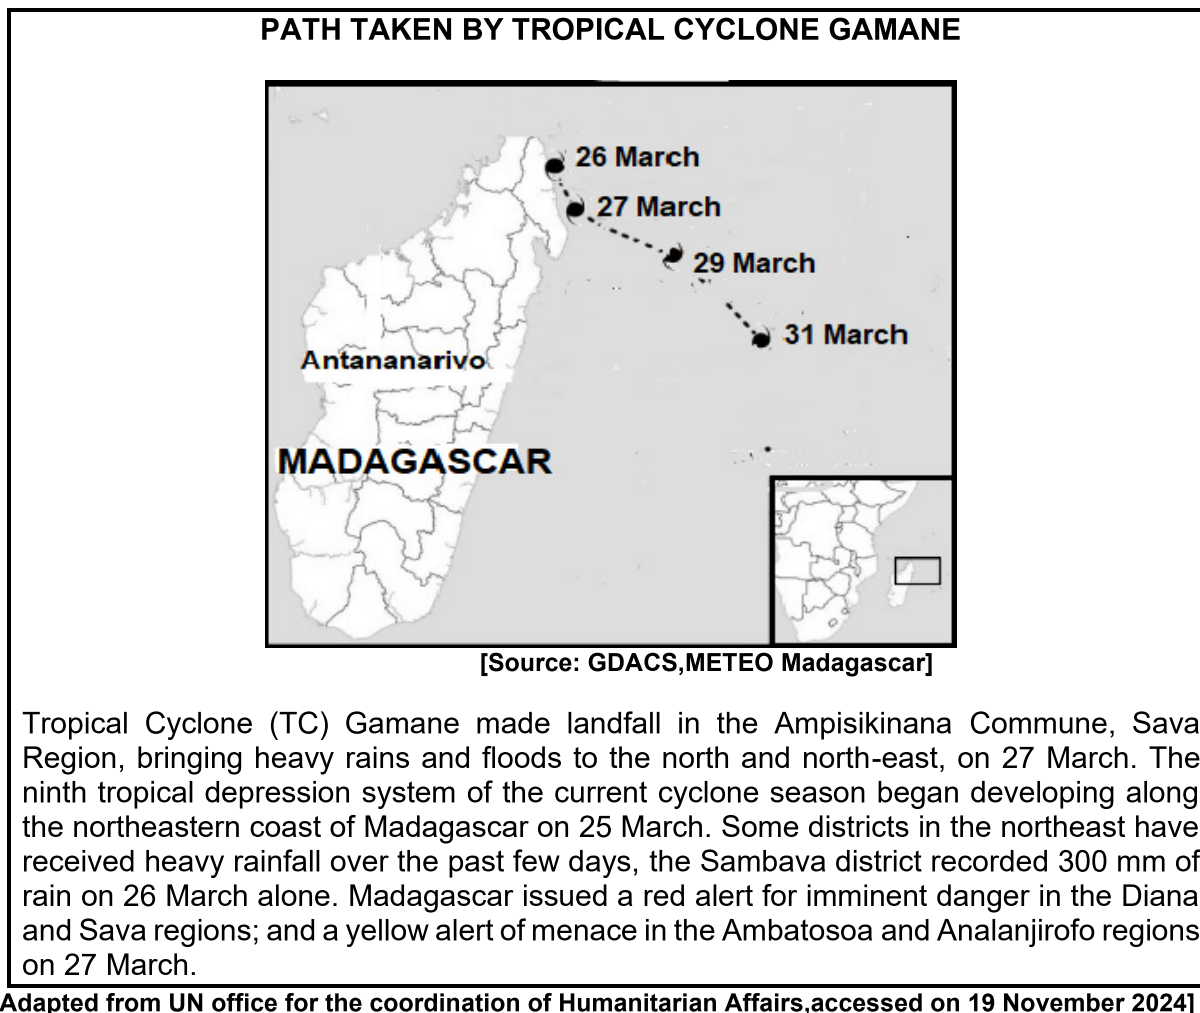 PATH TAKEN BY TROPICAL CYCLONE GAMANE
26 March
27 March
29 March
31 March
Antananarivo
MADAGASCAR
[Source: GDACS,METEO Madagascar]
Tropical Cyclone (TC) Gamane made landfall in the Ampisikinana Commune, Sava
Region, bringing heavy rains and floods to the north and north-east, on 27 March. The
ninth tropical depression system of the current cyclone season began developing along
the northeastern coast of Madagascar on 25 March. Some districts in the northeast have
received heavy rainfall over the past few days, the Sambava district recorded 300 mm of
rain on 26 March alone. Madagascar issued a red alert for imminent danger in the Diana
and Sava regions; and a yellow alert of menace in the Ambatosoa and Analanjirofo regions
on 27 March.
Adapted from UN office for the coordination of Humanitarian Affairs,accessed on 19 November 2024]